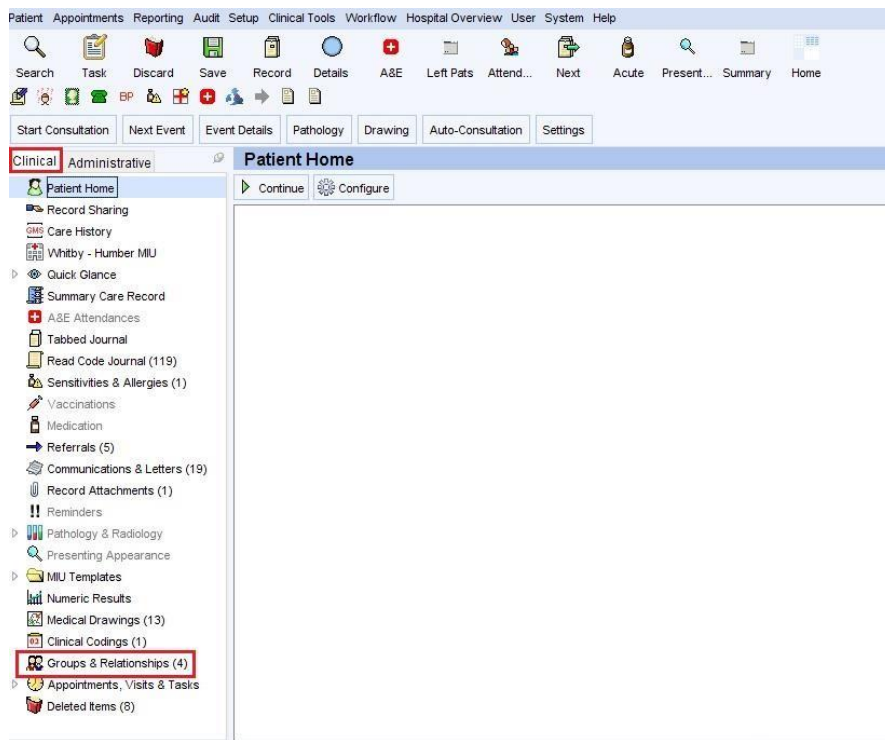 Patient Appointments Reporting Audit Setup Clinical Tools Workflow Hospital Overview User System Help
Search Task Discard Save Record Details A&E Left Pats Attend... Next Acute Present... Summary Home
BP
Start Consultation Next Event Event Details Pathology Drawing Auto-Consultation Settings
Clinical Administrative
Patient Home
Continue Configure
Patient Home
Record Sharing
GMS Care History
Whitby - Humber MIU
Quick Glance
Summary Care Record
A&E Attendances
Tabbed Journal
Read Code Journal (119)
Sensitivities & Allergies (1)
Vaccinations
Medication
Referrals (5)
Communications & Letters (19)
Record Attachments (1)
Reminders
Pathology & Radiology
Presenting Appearance
MIU Templates
Numeric Results
Medical Drawings (13)
Clinical Codings (1)
Groups & Relationships (4)
Appointments, Visits & Tasks
Deleted Items (8)